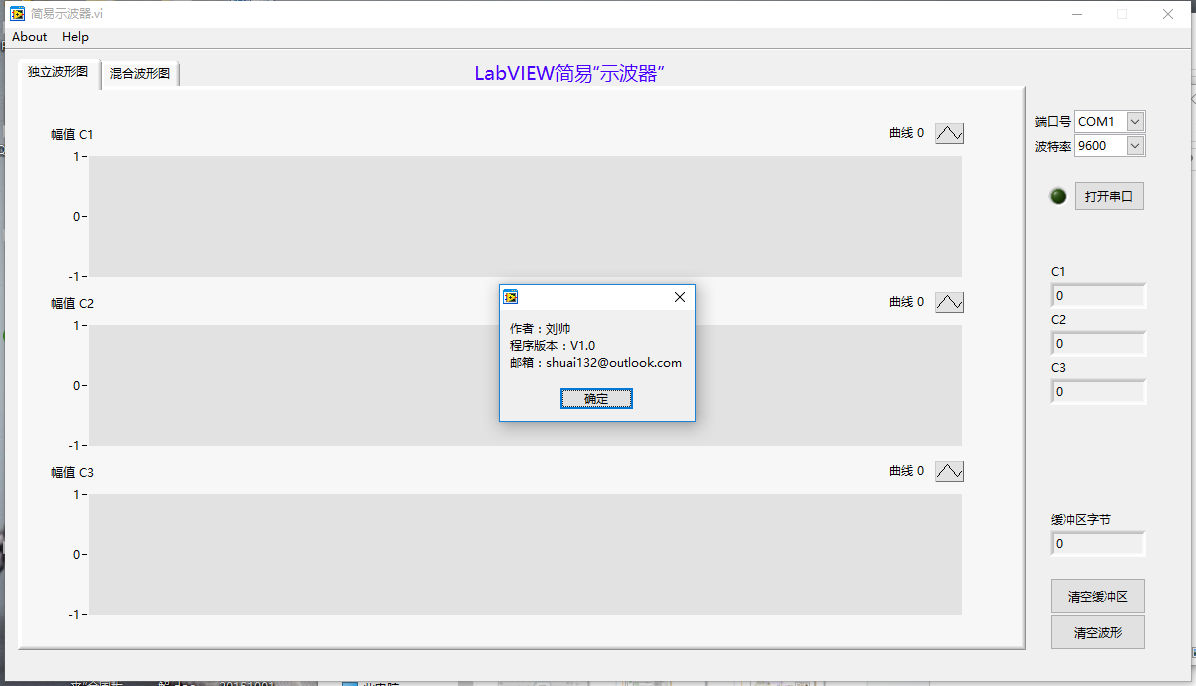 简易示波器.vi
About Help
独立波形图 混合波形图
LabVIEW简易“示波器”
幅值 C1
曲线 0
1
0
-1
幅值 C2
曲线 0
1
0
-1
幅值 C3
曲线 0
1
0
-1
作者：刘帅
程序版本：V1.0
邮箱：shuai132@outlook.com
确定
端口号 COM1
波特率 9600
打开串口
C1
0
C2
0
C3
0
缓冲区字节
0
清空缓冲区
清空波形